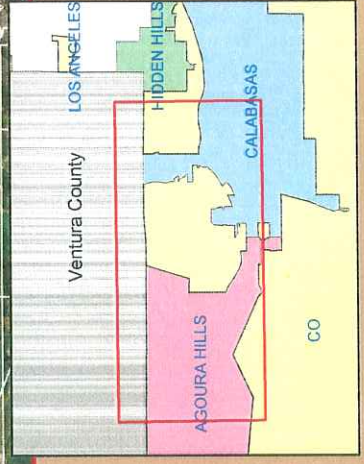 LOS ANGELES
HIDDEN HILLS
Ventura County
CALABASAS
AGOURA HILLS
CO